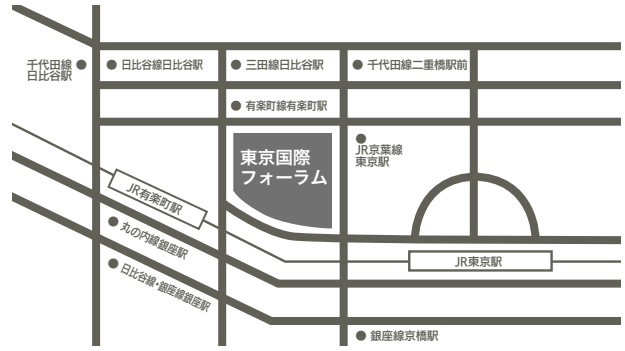 千代田線
日比谷駅
日比谷線日比谷駅
三田線日比谷駅
千代田線二重橋駅前
有楽町線有楽町駅
東京国際
フォーラム
JR京葉線
東京駅
JR有楽町駅
丸の内線銀座駅
日比谷線・銀座線銀座駅
JR東京駅
銀座線京橋駅